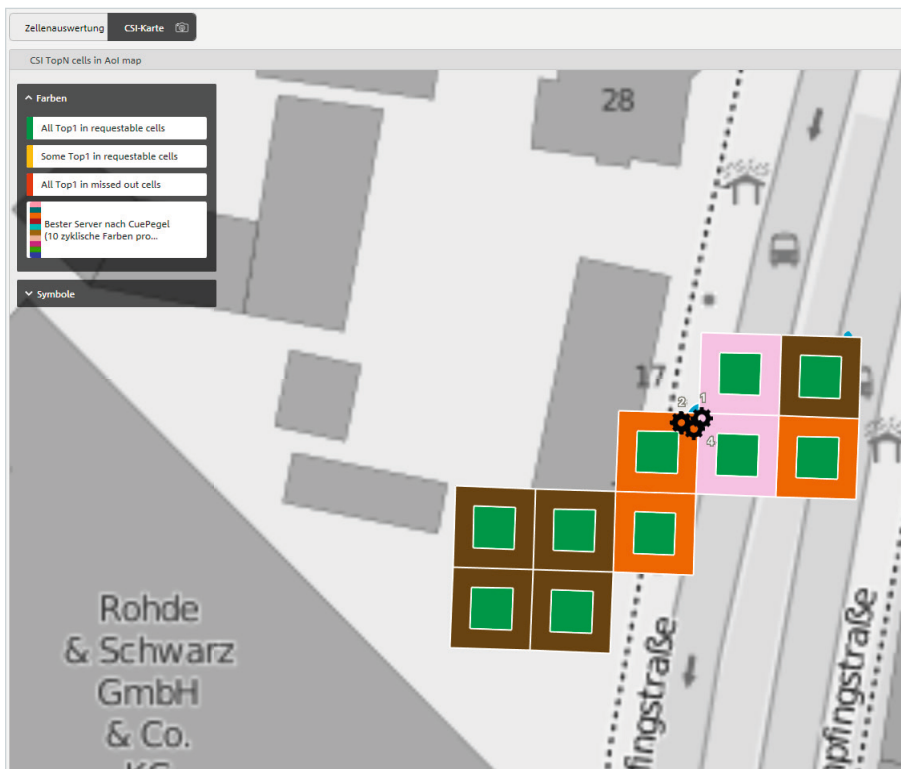 Zellenauswertung
CSI-Karte
CSI TopN cells in AoI map
Farben
All Top1 in requestable cells
Some Top1 in requestable cells
All Top1 in missed out cells
Bester Server nach CuePegel
(10 zyklische Farben pro...
Symbole
28
17
2
1
4
Rohde
& Schwarz
GmbH
& Co.
KG
fingstraße
pfingstraße